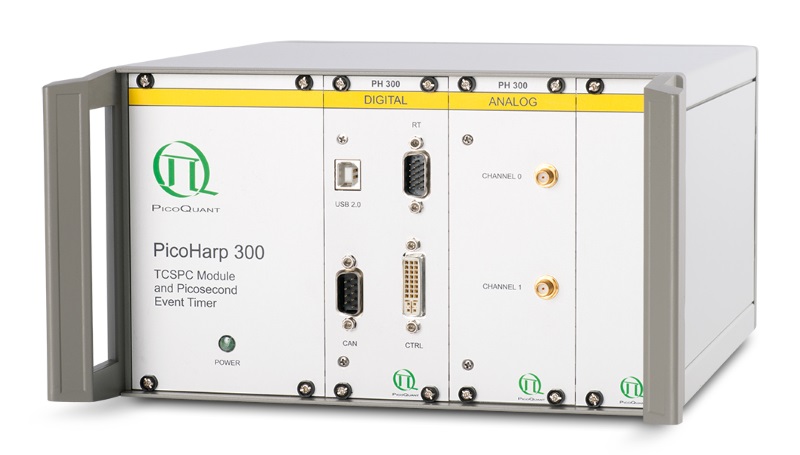 PICOQUANT
PicoHarp 300
TCSPC Module
and Picosecond
Event Timer
POWER
PH 300
DIGITAL
RT
USB 2.0
CAN
CTRL
PICOQUANT
PH 300
ANALOG
CHANNEL 0
CHANNEL 1
PICOQUANT
PICOQUANT